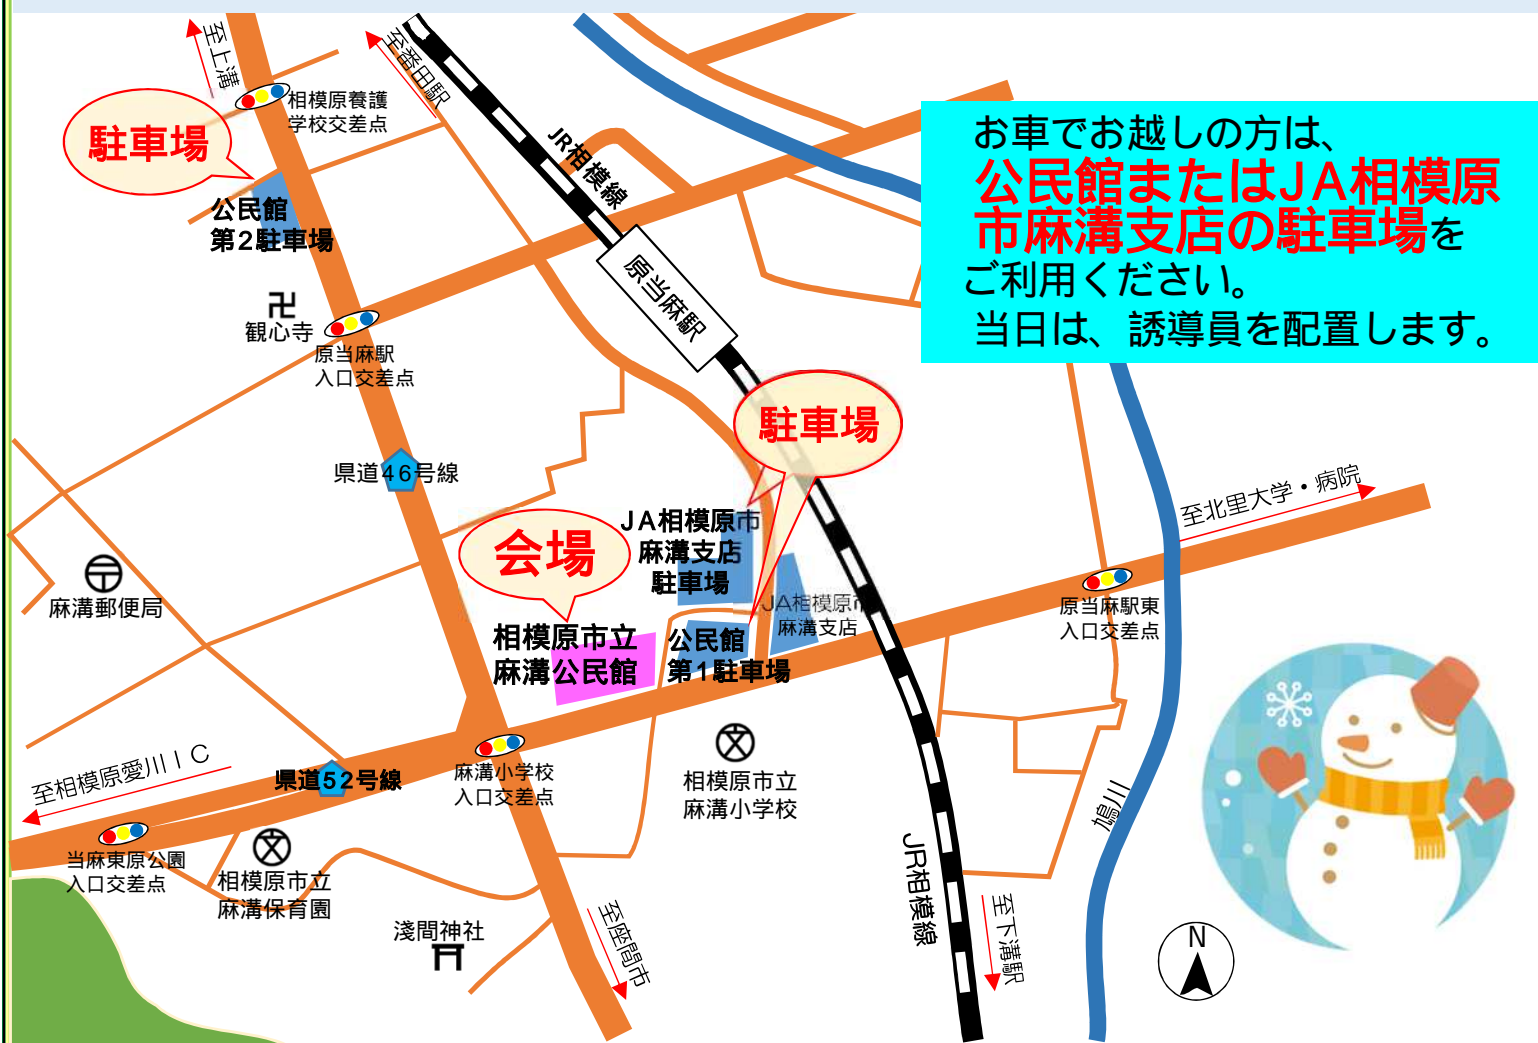 至上溝
至番田駅
相模原養護
学校交差点
駐車場
公民館
第2駐車場
JR相模線
お車でお越しの方は、
公民館またはJA相模原
市麻溝支店の駐車場を
ご利用ください。
当日は、誘導員を配置します。
原当麻駅
卍
観心寺
原当麻駅
入口交差点
駐車場
県道46号線
至北里大学・病院
会場
JA相模原市
麻溝支店
駐車場
麻溝郵便局
JA相模原市
麻溝支店
原当麻駅東
入口交差点
相模原市立
麻溝公民館
公民館
第1駐車場
至相模原愛川IC
県道52号線
麻溝小学校
入口交差点
文
相模原市立
麻溝小学校
鳩川
当麻東原公園
入口交差点
文
相模原市立
麻溝保育園
JR相模線
淺間神社
至座間市
至下溝駅
N